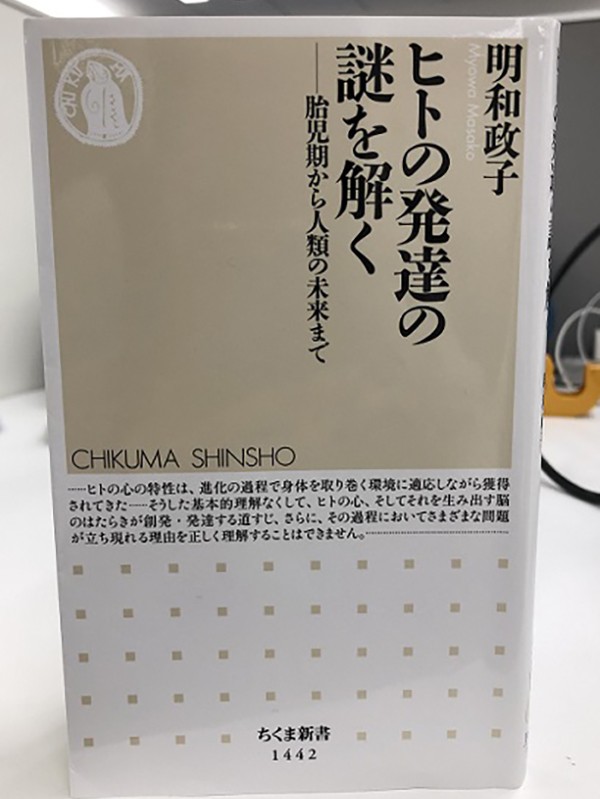 明和政子
Myowa Masako
ヒトの発達の
謎を解く
──胎児期から人類の未来まで
CHIKUMA SHINSHO
……ヒトの心の特性は、進化の過程で身体を取り巻く環境に適応しながら獲得
されてきた……そうした基本的理解なくして、ヒトの心、そしてそれを生み出す脳
のはたらきが創発・発達する道すじ、さらに、その過程においてさまざまな問題
が立ち現れる理由を正しく理解することはできません。……………………
ちくま新書
1442